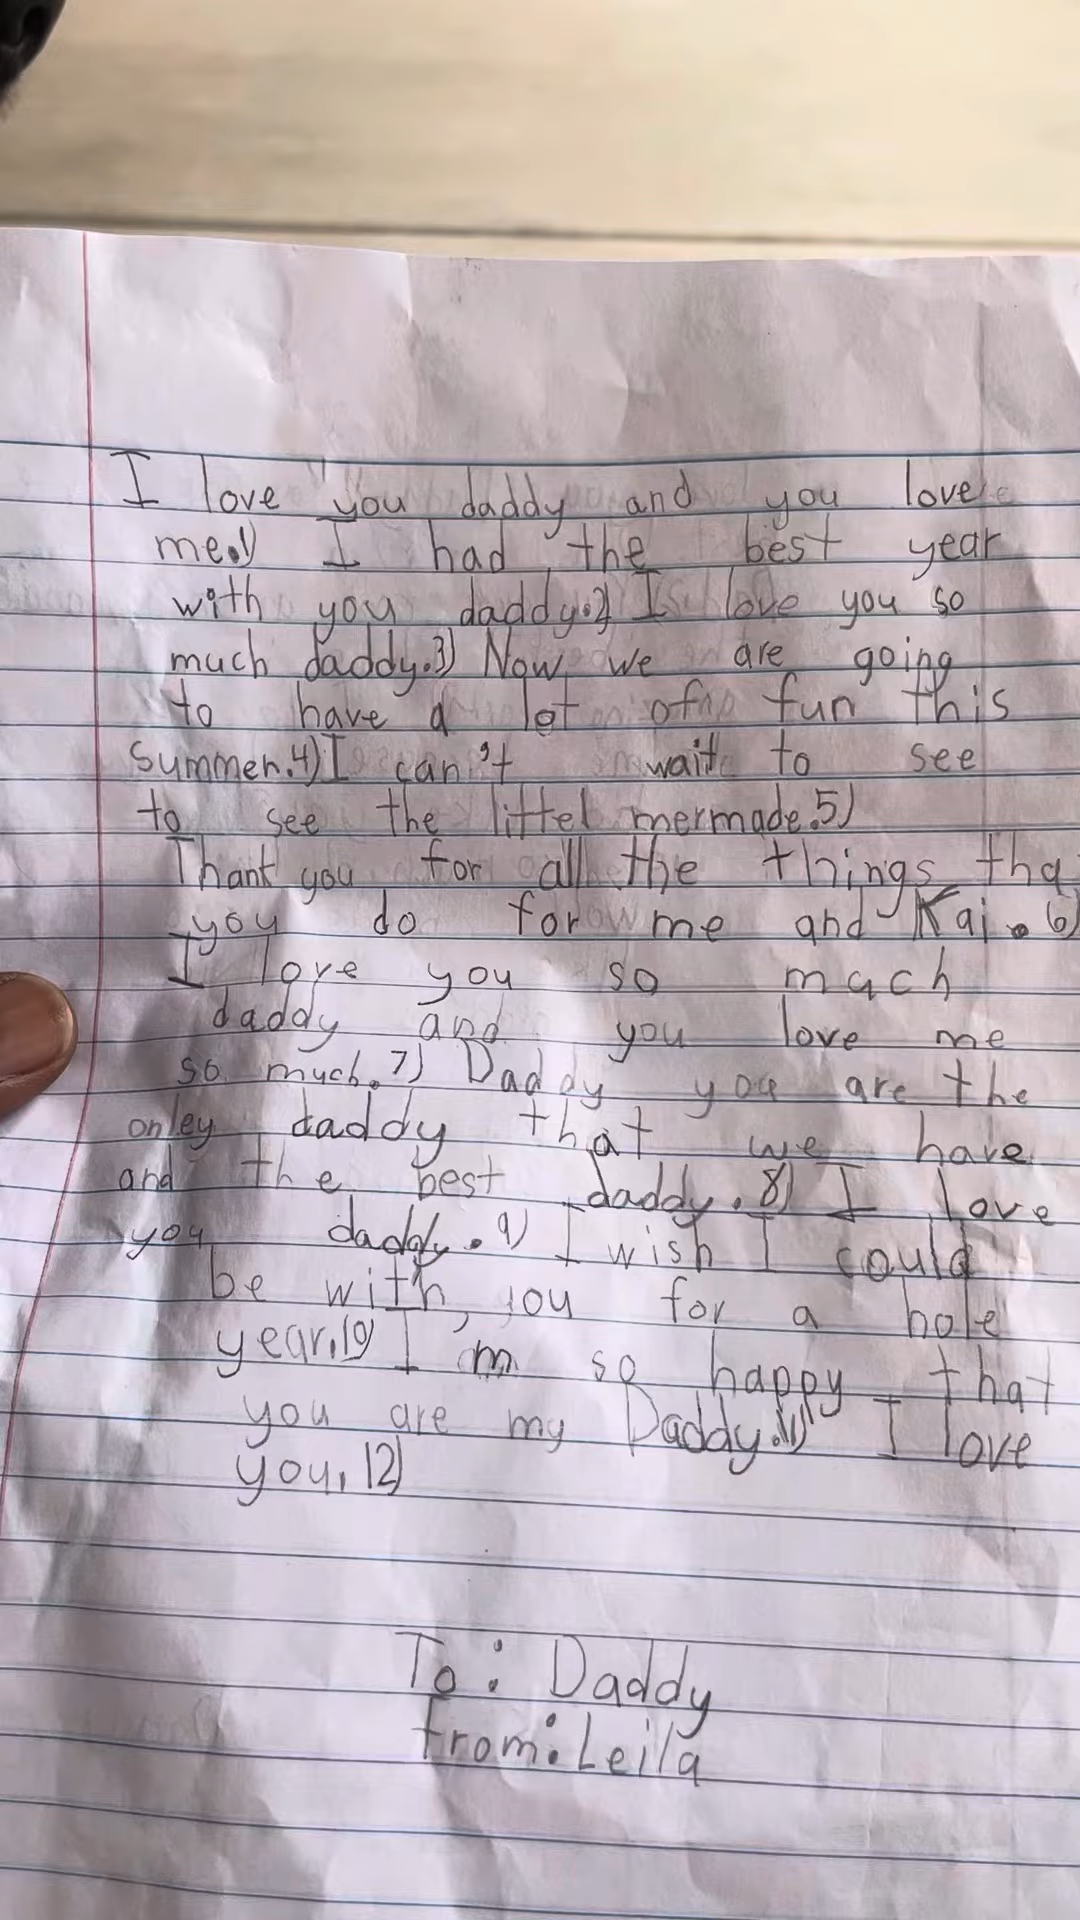 I love you daddy and you love
me.1) I had the best year
with you daddy.2) I love you so
much daddy.3) Now we are going
to have a lot of fun this
summer.4) I can't wait to see
to see the littel mermade.5)
Thank you for all the things tha
you do for me and Kai. 6)
I love you so much
daddy and you love me
so much.7) Daddy you are the
onley daddy that we have
and the best daddy.8) I love
you daddy.9) I wish I could
be with you for a hole
year.10) I m so happy that
you are my Daddy.11) I love
you.12)
To: Daddy
from: Leila